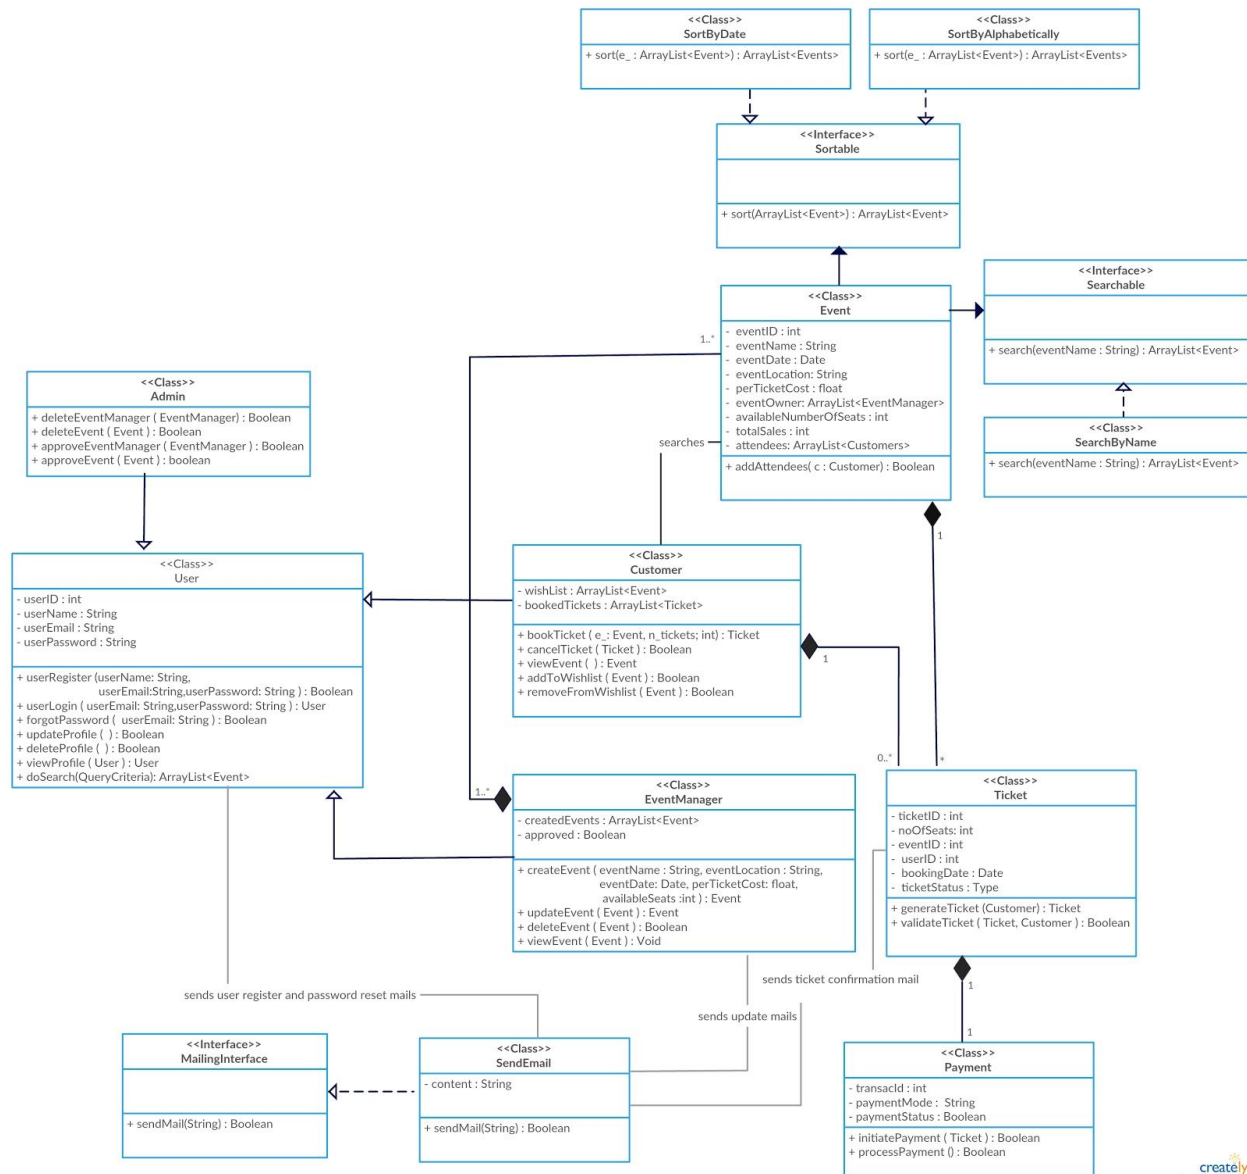 <<Class>>
SortByDate
+ sort(e_ : ArrayList<Event>) : ArrayList<Events>
<<Class>>
SortByAlphabetically
+ sort(e_ : ArrayList<Event>) : ArrayList<Events>
<<Interface>>
Sortable
+ sort(ArrayList<Event>) : ArrayList<Event>
<<Interface>>
Searchable
+ search(eventName : String) : ArrayList<Event>
<<Class>>
Event
- eventID : int
- eventName : String
- eventDate : Date
- eventLocation: String
- perTicketCost : float
- eventOwner: ArrayList<EventManager>
- availableNumberOfSeats : int
- totalSales : int
- attendees: ArrayList<Customers>
+ addAttendees( c : Customer) : Boolean
1..*
<<Class>>
SearchByName
+ search(eventName : String) : ArrayList<Event>
<<Class>>
Admin
+ deleteEventManager ( EventManager) : Boolean
+ deleteEvent ( Event ) : Boolean
+ approveEventManager ( EventManager ) : Boolean
+ approveEvent ( Event ) : boolean
searches
1
<<Class>>
User
- userID : int
- userName : String
- userEmail : String
- userPassword : String
+ userRegister (userName: String,
userEmail:String,userPassword: String ) : Boolean
+ userLogin ( userEmail: String,userPassword: String ) : User
+ forgotPassword ( userEmail: String ) : Boolean
+ updateProfile ( ) : Boolean
+ deleteProfile ( ) : Boolean
+ viewProfile ( User ) : User
+ doSearch(QueryCriteria): ArrayList<Event>
<<Class>>
Customer
- wishList : ArrayList<Event>
- bookedTickets : ArrayList<Ticket>
+ bookTicket ( e_: Event, n_tickets; int) : Ticket
+ cancelTicket ( Ticket ) : Boolean
+ viewEvent ( ) : Event
+ addToWishlist ( Event ) : Boolean
+ removeFromWishlist ( Event ) : Boolean
1
0..*
*
1..*
<<Class>>
EventManager
- createdEvents : ArrayList<Event>
- approved : Boolean
+ createEvent ( eventName : String, eventLocation : String,
eventDate: Date, perTicketCost: float,
availableSeats :int ) : Event
+ updateEvent ( Event ) : Event
+ deleteEvent ( Event ) : Boolean
+ viewEvent ( Event ) : Void
<<Class>>
Ticket
- ticketID : int
- noOfSeats: int
- eventID : int
- userID : int
- bookingDate : Date
- ticketStatus : Type
+ generateTicket (Customer) : Ticket
+ validateTicket ( Ticket, Customer ) : Boolean
sends ticket confirmation mail
sends user register and password reset mails
sends update mails
1
1
<<Interface>>
MailingInterface
+ sendMail(String) : Boolean
<<Class>>
SendEmail
- content : String
+ sendMail(String) : Boolean
<<Class>>
Payment
- transacId : int
- paymentMode : String
- paymentStatus : Boolean
+ initiatePayment ( Ticket ) : Boolean
+ processPayment () : Boolean
creately